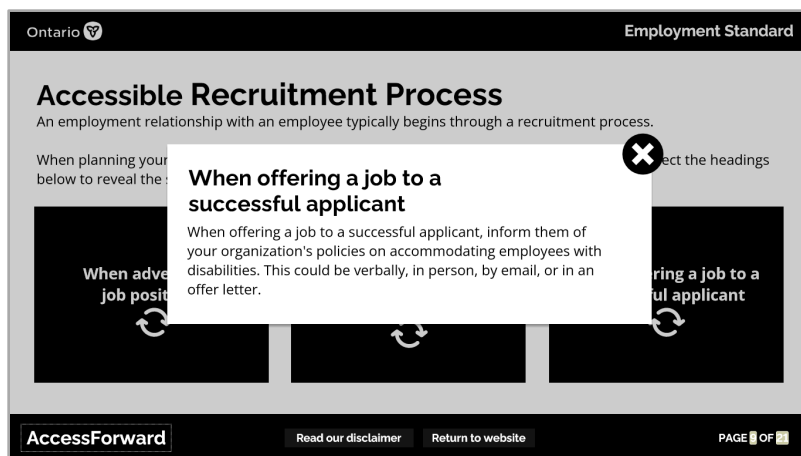 Ontario
Employment Standard
Accessible Recruitment Process
An employment relationship with an employee typically begins through a recruitment process.
When planning your
ect the headings
below to reveal the s
When offering a job to a
successful applicant
When offering a job to a successful applicant, inform them of
your organization's policies on accommodating employees with
disabilities. This could be verbally, in person, by email, or in an
offer letter.
When adve
job posit
ering a job to a
ful applicant
AccessForward
Read our disclaimer
Return to website
PAGE 9 OF 21